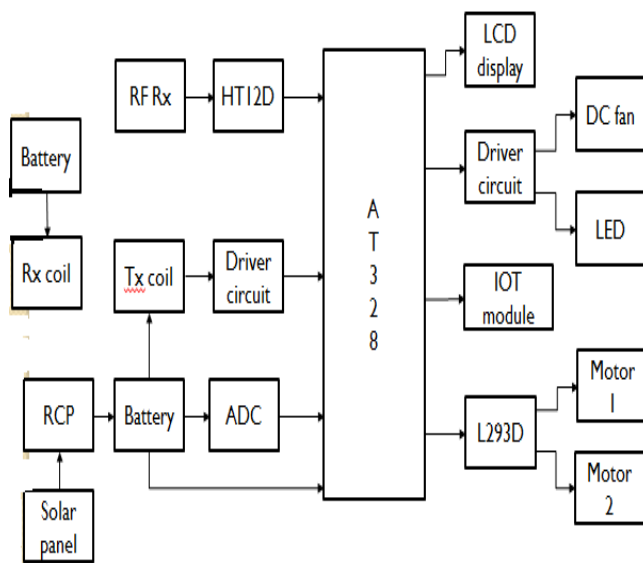 LCD
display
RF Rx
HT12D
DC fan
Battery
Driver
circuit
LED
Rx coil
Tx coil
Driver
circuit
A
T
3
2
8
IOT
module
RCP
Battery
ADC
L293D
Motor
1
Motor
2
Solar
panel